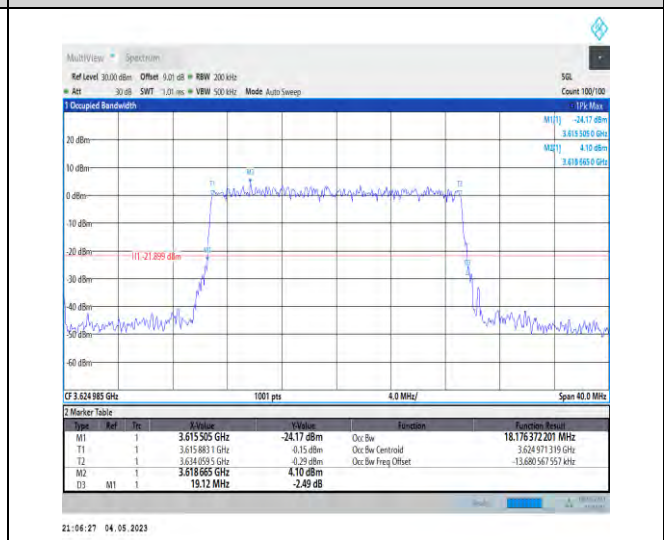 MultiView Spectrum
Ref Level 30.00 dBm Offset 9.01 dB RBW 200 kHz SGL
Att 30 dB SWT 1.01 ms VBW 500 kHz Mode Auto Sweep Count 100/100
1 Occupied Bandwidth 1Pk Max
M1[1] -24.17 dBm
3.615 505 0 GHz
M2[1] 4.10 dBm
3.618 665 0 GHz
20 dBm
10 dBm
M2
T1 T2
0 dBm
-10 dBm
-20 dBm
H1 -21.899 dBm
M1
-30 dBm
-40 dBm
-50 dBm
-60 dBm
CF 3.624 985 GHz 1001 pts 4.0 MHz/ Span 40.0 MHz
2 Marker Table
Type Ref Trc X-Value Y-Value Function Function Result
M1 1 3.615 505 GHz -24.17 dBm Occ Bw 18.176 372 201 MHz
T1 1 3.615 883 1 GHz -0.15 dBm Occ Bw Centroid 3.624 971 319 GHz
T2 1 3.634 059 5 GHz -0.29 dBm Occ Bw Freq Offset -13.680 567 557 kHz
M2 1 3.618 665 GHz 4.10 dBm
D3 M1 1 19.12 MHz -2.49 dB
21:06:27 04.05.2023